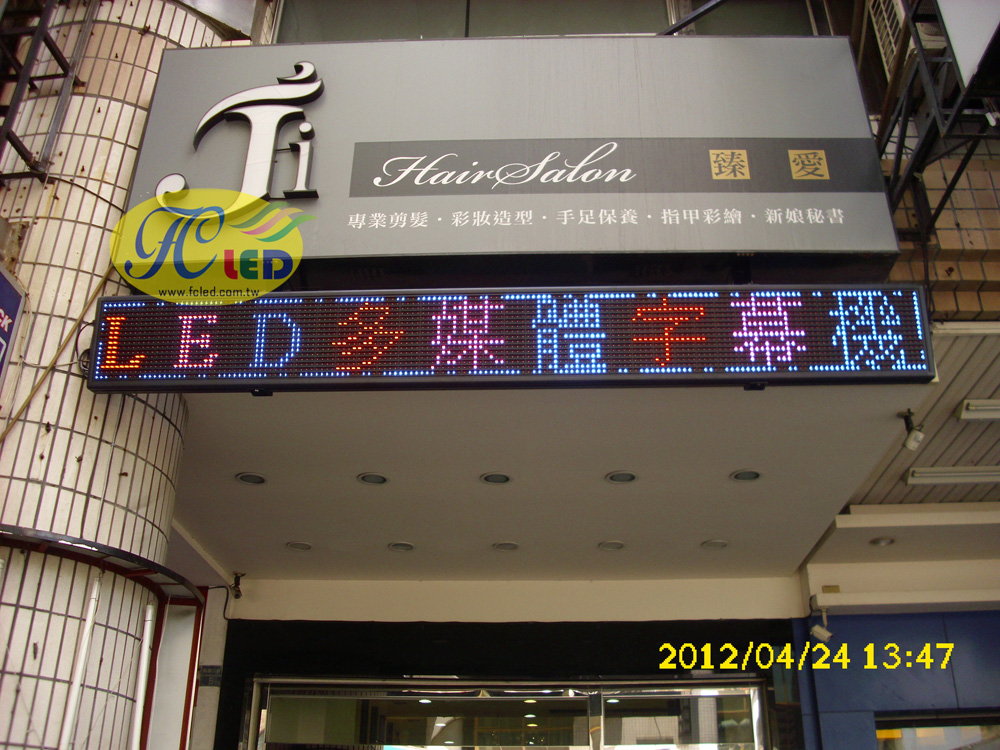 Ji
Hair Salon 臻愛
專業剪髮·彩妝造型·手足保養·指甲彩繪·新娘秘書
FC LED
www.fcled.com.tw
LED多媒體字幕機
2012/04/24 13:47